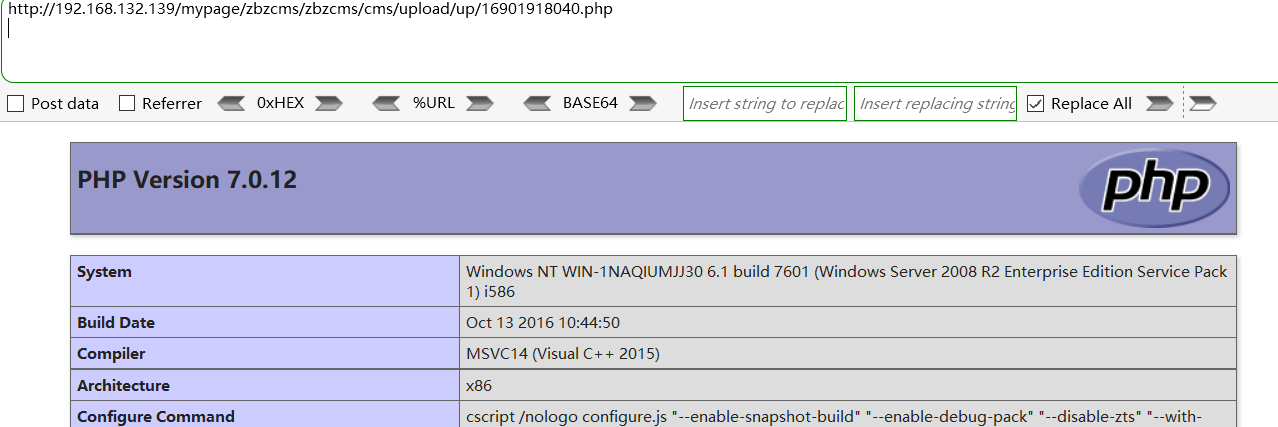 http://192.168.132.139/mypage/zbzcms/zbzcms/cms/upload/up/16901918040.php
Post data Referrer 0xHEX %URL BASE64 Insert string to replac Insert replacing string Replace All
PHP Version 7.0.12
php
System Windows NT WIN-1NAQIUMJJ30 6.1 build 7601 (Windows Server 2008 R2 Enterprise Edition Service Pack
1) i586
Build Date Oct 13 2016 10:44:50
Compiler MSVC14 (Visual C++ 2015)
Architecture x86
Configure Command cscript /nologo configure.js "--enable-snapshot-build" "--enable-debug-pack" "--disable-zts" "--with-